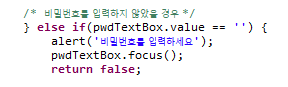 /* 비밀번호를 입력하지 않았을 경우 */
} else if(pwdTextBox.value == '') {
alert('비밀번호를 입력하세요');
pwdTextBox.focus();
return false;